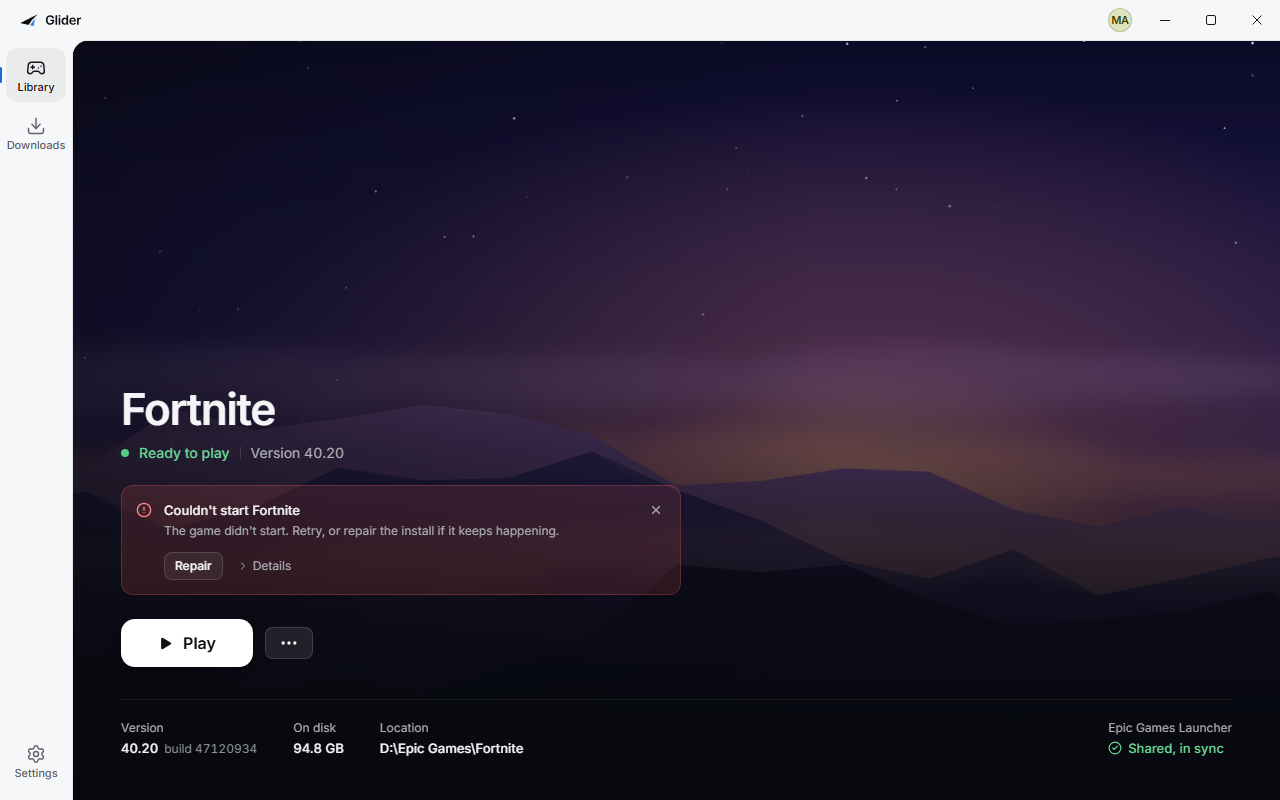 Glider
MA
Library
Downloads
Settings
Fortnite
Ready to play
Version 40.20
Couldn't start Fortnite
The game didn't start. Retry, or repair the install if it keeps happening.
Repair
Details
Play
Version
40.20 build 47120934
On disk
94.8 GB
Location
D:\Epic Games\Fortnite
Epic Games Launcher
Shared, in sync